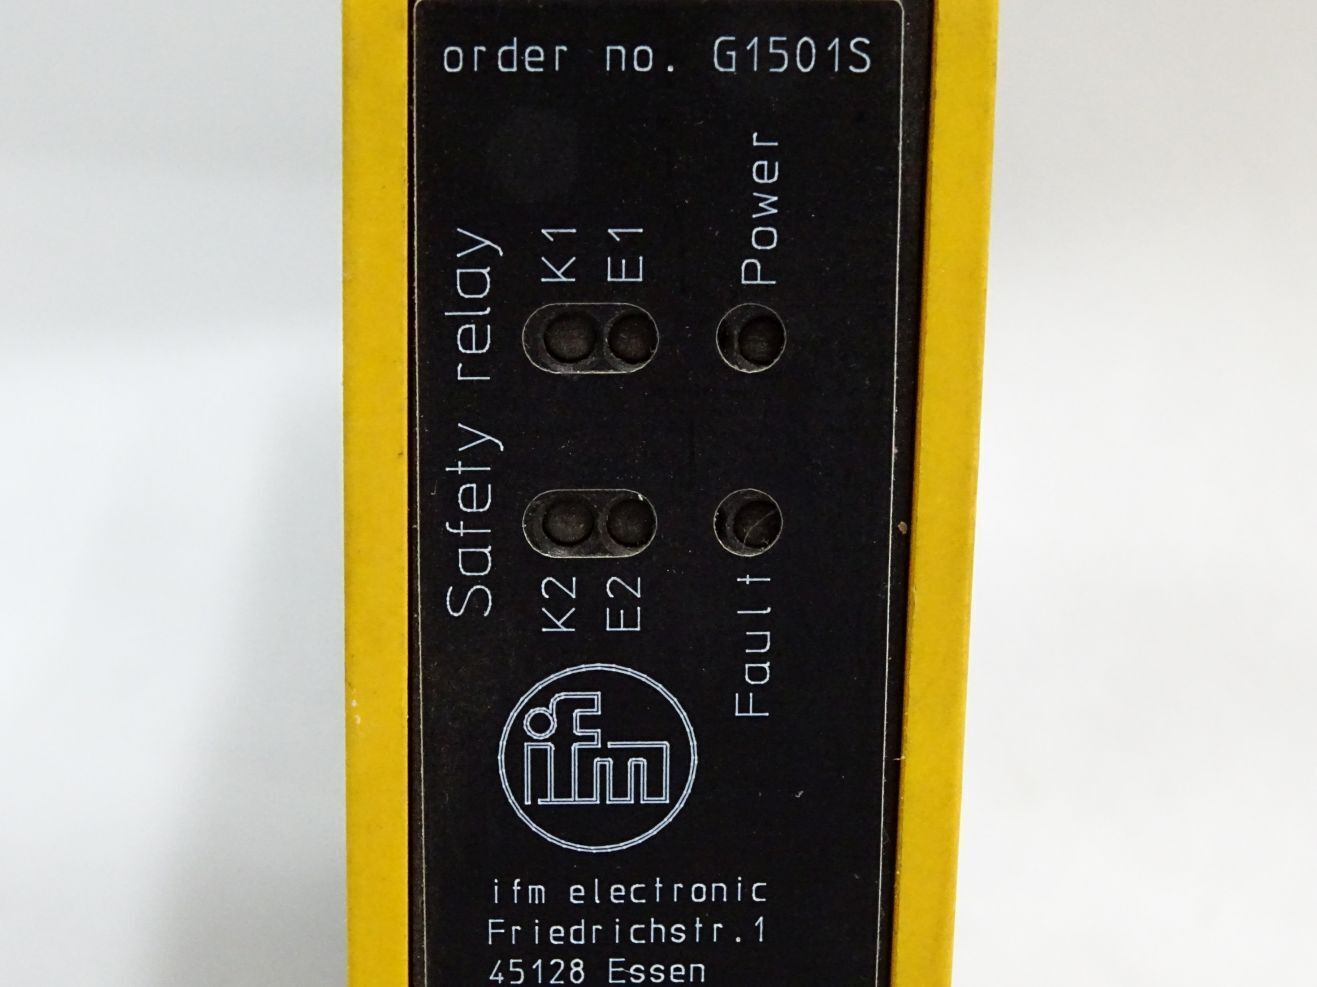 order no. G1501S
Safety relay
K1
E1
Power
K2
E2
Fault
ifm
ifm electronic
Friedrichstr.1
45128 Essen